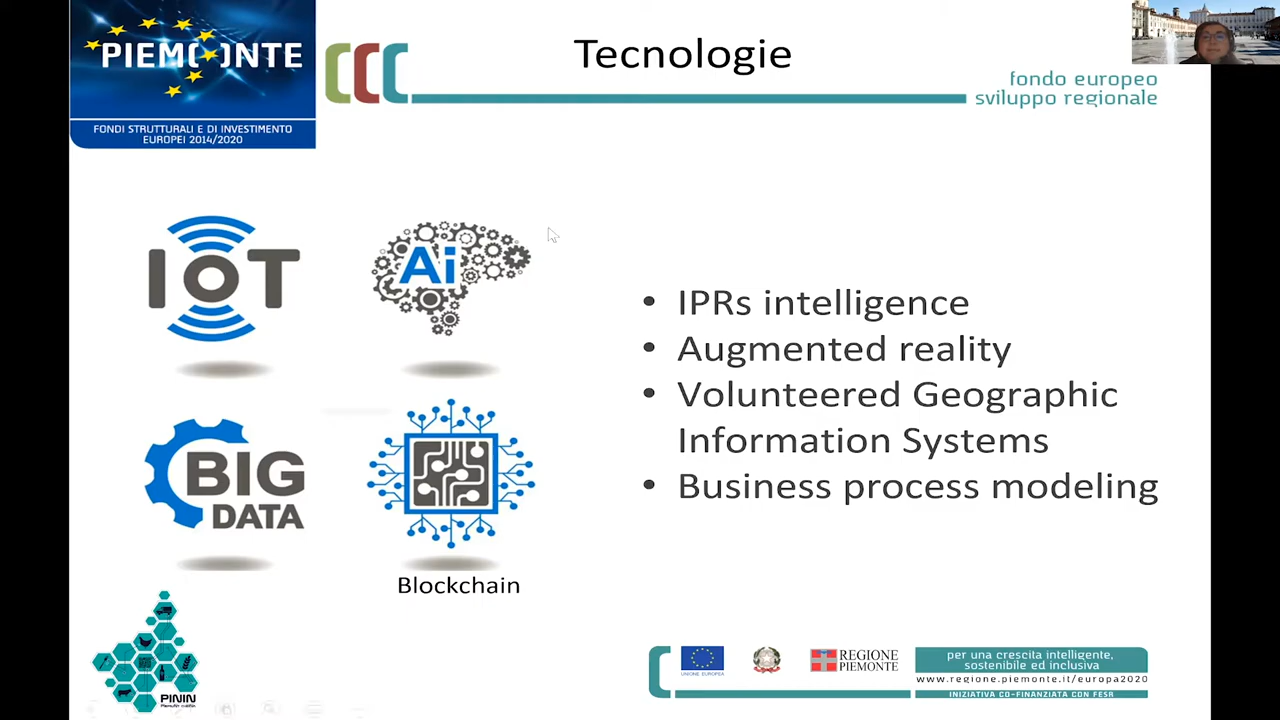 PIEMONTE
FONDI STRUTTURALI E DI INVESTIMENTO
EUROPEI 2014/2020
Tecnologie
fondo europeo
sviluppo regionale
IoT
Ai
BIG
DATA
Blockchain
• IPRs intelligence
• Augmented reality
• Volunteered Geographic
Information Systems
• Business process modeling
PININ
UNIONE EUROPEA
REGIONE
PIEMONTE
per una crescita intelligente,
sostenibile ed inclusiva
www.regione.piemonte.it/europa2020
INIZIATIVA CO-FINANZIATA CON FESR